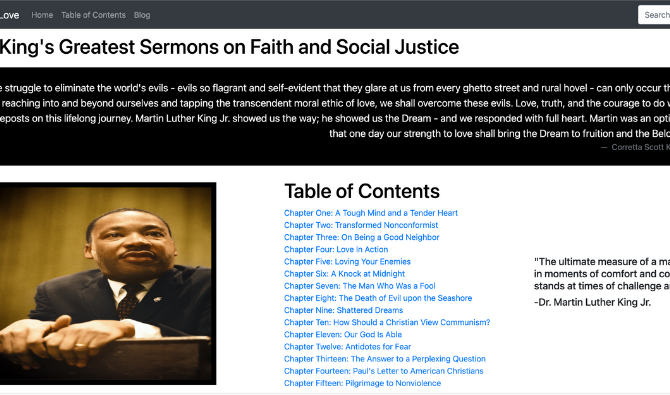 Love
Home
Table of Contents
Blog
Search
King's Greatest Sermons on Faith and Social Justice
struggle to eliminate the world's evils - evils so flagrant and self-evident that they glare at us from every ghetto street and rural hovel - can only occur
reaching into and beyond ourselves and tapping the transcendent moral ethic of love, we shall overcome these evils. Love, truth, and the courage to do
eposts on this lifelong journey. Martin Luther King Jr. showed us the way; he showed us the Dream - and we responded with full heart. Martin was an
that one day our strength to love shall bring the Dream to fruition and the
— Corretta Scott
Table of Contents
Chapter One: A Tough Mind and a Tender Heart
Chapter Two: Transformed Nonconformist
Chapter Three: On Being a Good Neighbor
Chapter Four: Love in Action
Chapter Five: Loving Your Enemies
Chapter Six: A Knock at Midnight
Chapter Seven: The Man Who Was a Fool
Chapter Eight: The Death of Evil upon the Seashore
Chapter Nine: Shattered Dreams
Chapter Ten: How Should a Christian View Communism?
Chapter Eleven: Our God Is Able
Chapter Twelve: Antidotes for Fear
Chapter Thirteen: The Answer to a Perplexing Question
Chapter Fourteen: Paul's Letter to American Christians
Chapter Fifteen: Pilgrimage to Nonviolence
"The ultimate measure of a
in moments of comfort and
stands at times of challenge
-Dr. Martin Luther King Jr.